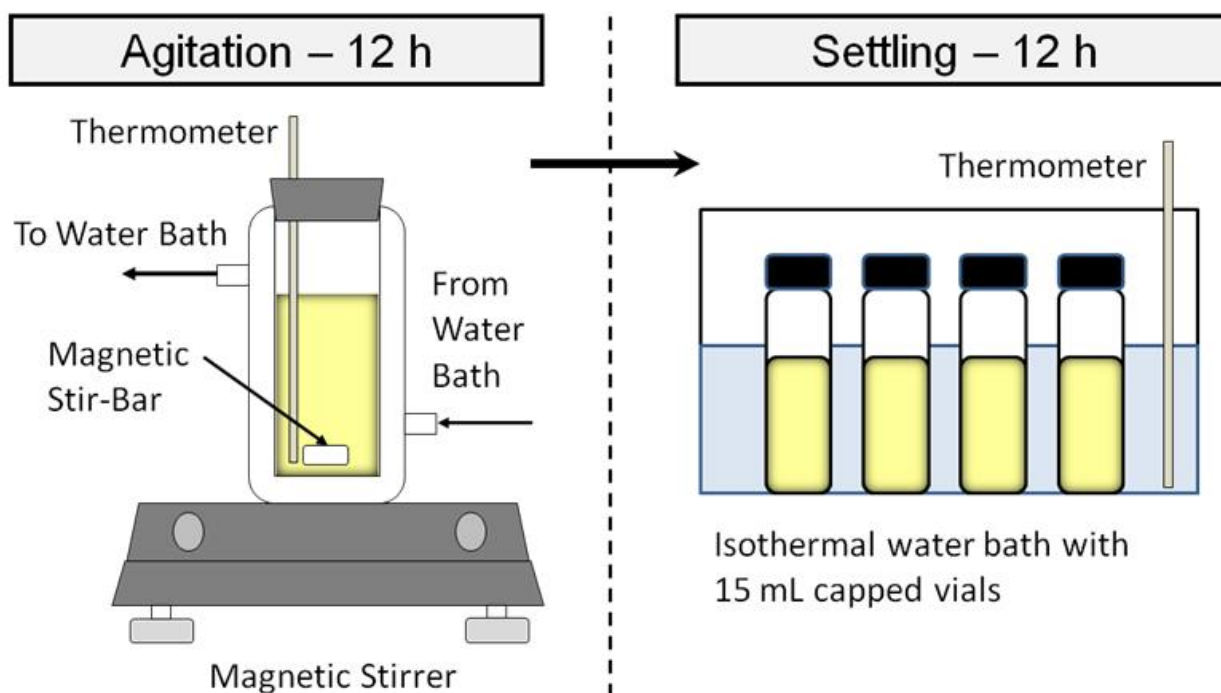 Agitation – 12 h
Thermometer
To Water Bath
From
Water
Bath
Magnetic
Stir-Bar
Magnetic Stirrer
Settling – 12 h
Thermometer
Isothermal water bath with
15 mL capped vials